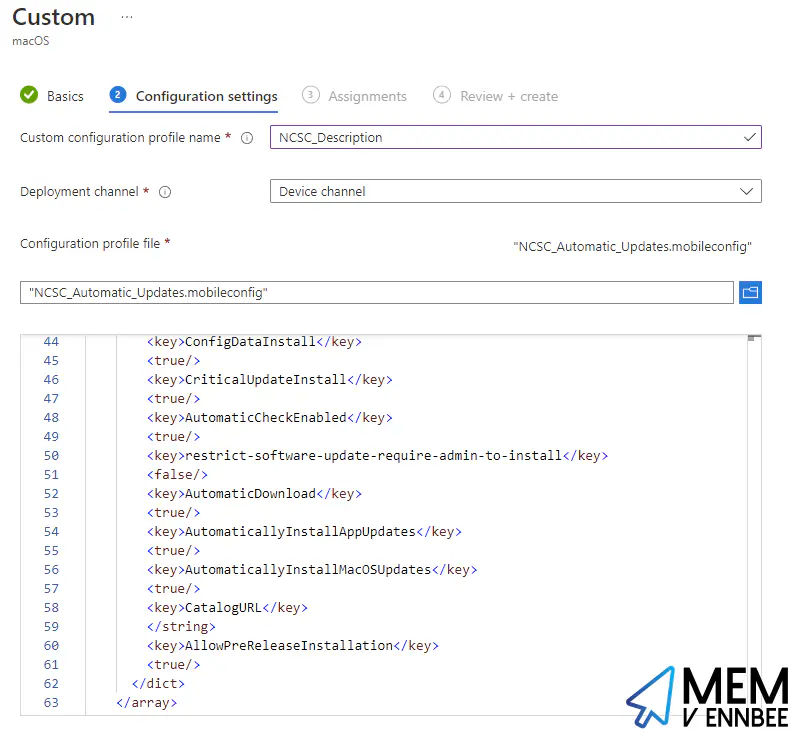 Custom ...
macOS
Basics 2 Configuration settings 3 Assignments 4 Review + create
Custom configuration profile name * NCSC_Description
Deployment channel * Device channel
Configuration profile file * "NCSC_Automatic_Updates.mobileconfig"
"NCSC_Automatic_Updates.mobileconfig"
44 <key>ConfigDataInstall</key>
45 <true/>
46 <key>CriticalUpdateInstall</key>
47 <true/>
48 <key>AutomaticCheckEnabled</key>
49 <true/>
50 <key>restrict-software-update-require-admin-to-install</key>
51 <false/>
52 <key>AutomaticDownload</key>
53 <true/>
54 <key>AutomaticallyInstallAppUpdates</key>
55 <true/>
56 <key>AutomaticallyInstallMacOSUpdates</key>
57 <true/>
58 <key>CatalogURL</key>
59 </string>
60 <key>AllowPreReleaseInstallation</key>
61 <true/>
62 </dict>
63 </array>
MEM
V ENNBEE